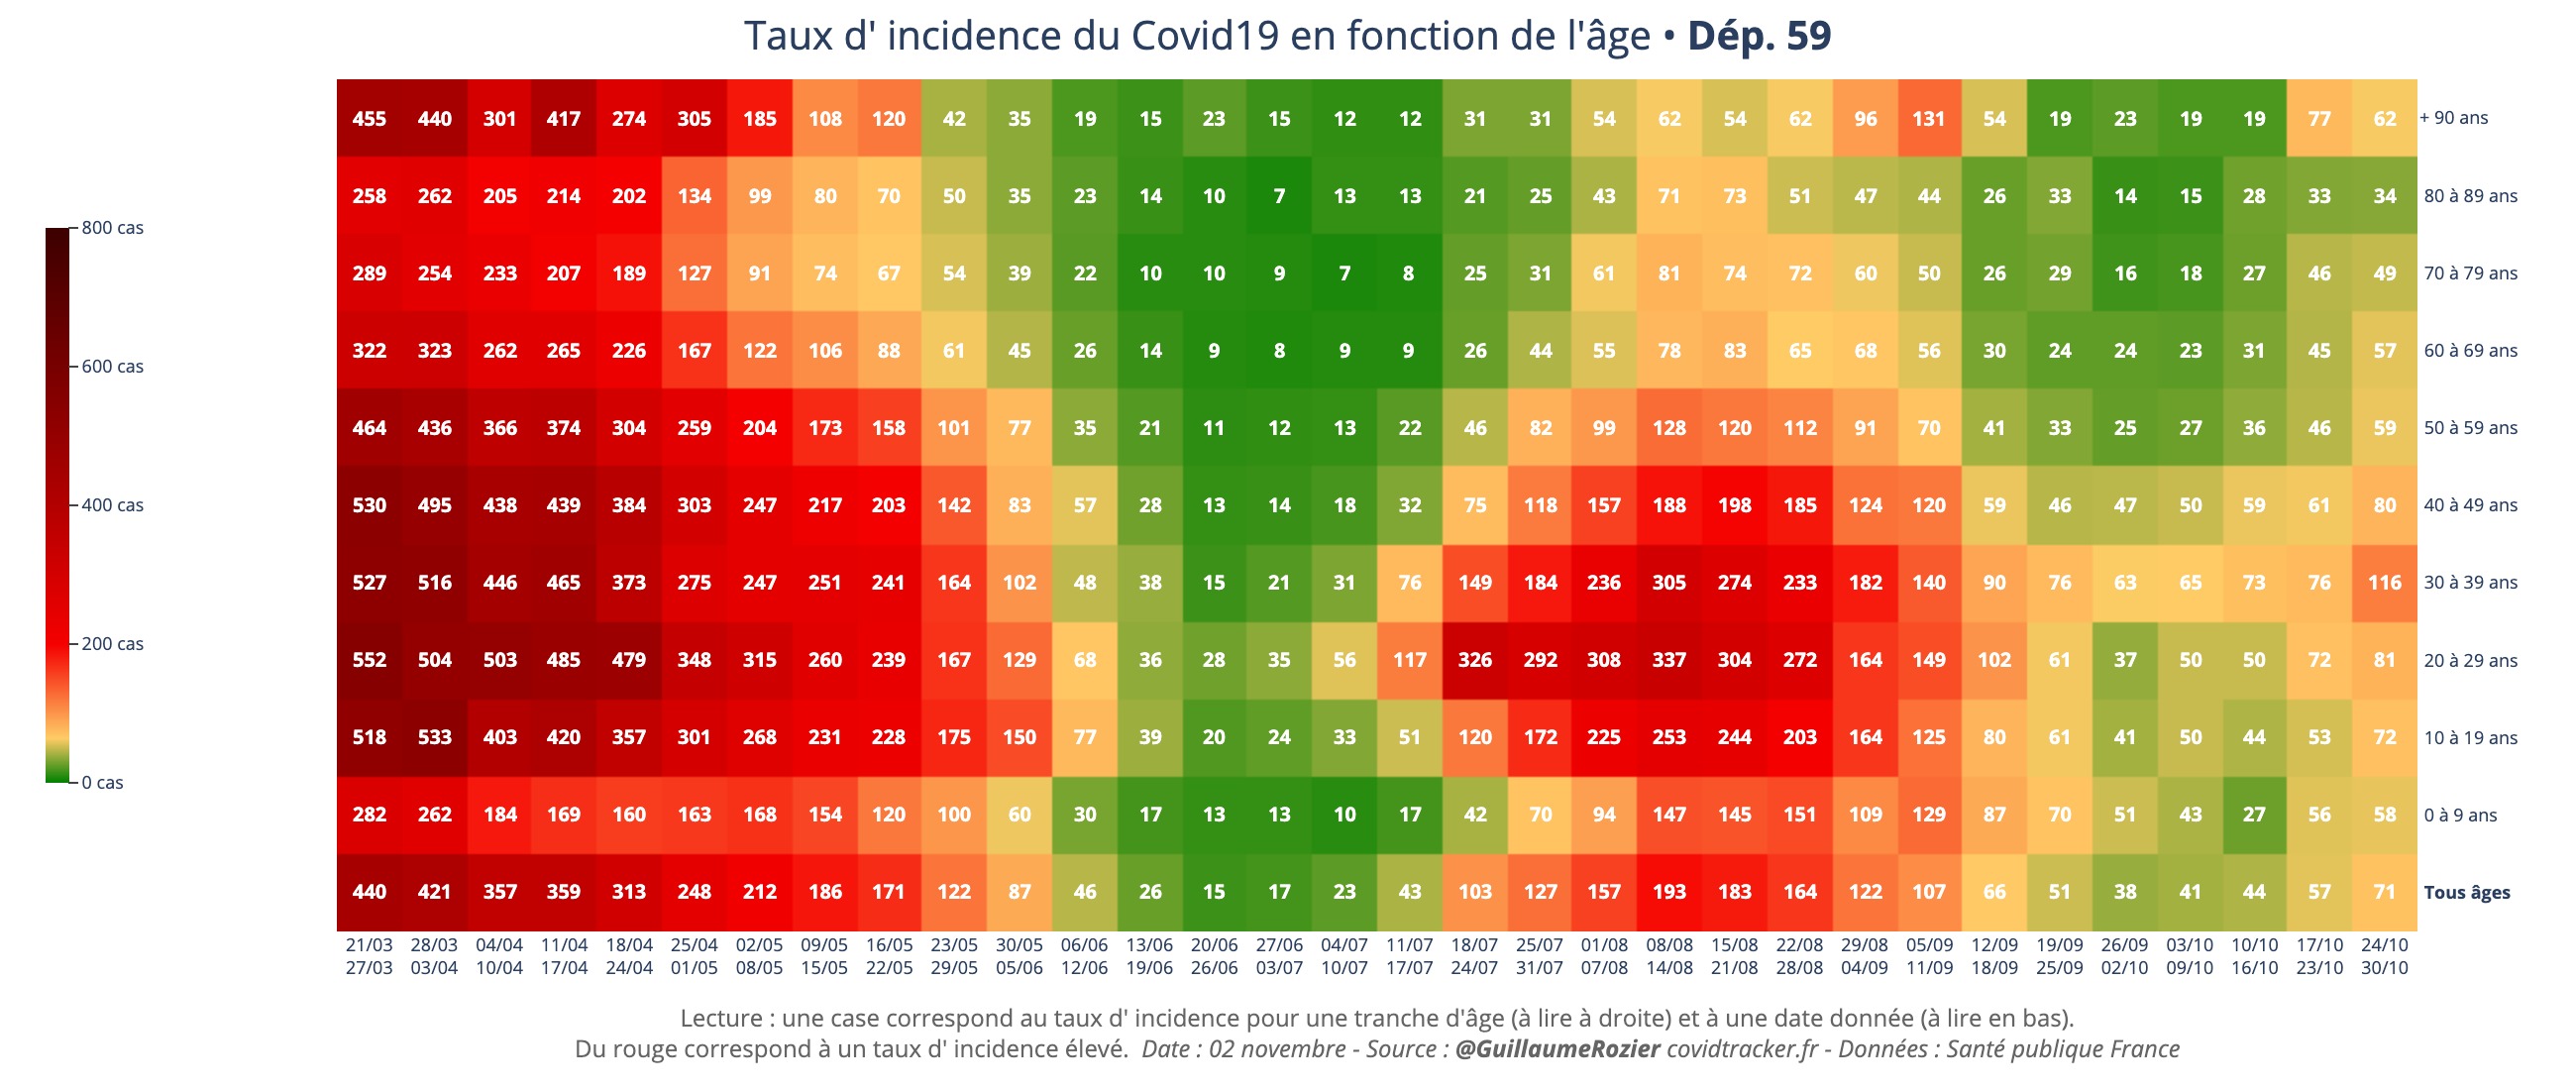 Taux d' incidence du Covid19 en fonction de l'âge • Dép. 59
455 440 301 417 274 305 185 108 120 42 35 19 15 23 15 12 12 31 31 54 62 54 62 96 131 54 19 23 19 19 77 62 + 90 ans
258 262 205 214 202 134 99 80 70 50 35 23 14 10 7 13 13 21 25 43 71 73 51 47 44 26 33 14 15 28 33 34 80 à 89 ans
289 254 233 207 189 127 91 74 67 54 39 22 10 10 9 7 8 25 31 61 81 74 72 60 50 26 29 16 18 27 46 49 70 à 79 ans
322 323 262 265 226 167 122 106 88 61 45 26 14 9 8 9 9 26 44 55 78 83 65 68 56 30 24 24 23 31 45 57 60 à 69 ans
464 436 366 374 304 259 204 173 158 101 77 35 21 11 12 13 22 46 82 99 128 120 112 91 70 41 33 25 27 36 46 59 50 à 59 ans
530 495 438 439 384 303 247 217 203 142 83 57 28 13 14 18 32 75 118 157 188 198 185 124 120 59 46 47 50 59 61 80 40 à 49 ans
527 516 446 465 373 275 247 251 241 164 102 48 38 15 21 31 76 149 184 236 305 274 233 182 140 90 76 63 65 73 76 116 30 à 39 ans
552 504 503 485 479 348 315 260 239 167 129 68 36 28 35 56 117 326 292 308 337 304 272 164 149 102 61 37 50 50 72 81 20 à 29 ans
518 533 403 420 357 301 268 231 228 175 150 77 39 20 24 33 51 120 172 225 253 244 203 164 125 80 61 41 50 44 53 72 10 à 19 ans
282 262 184 169 160 163 168 154 120 100 60 30 17 13 13 10 17 42 70 94 147 145 151 109 129 87 70 51 43 27 56 58 0 à 9 ans
440 421 357 359 313 248 212 186 171 122 87 46 26 15 17 23 43 103 127 157 193 183 164 122 107 66 51 38 41 44 57 71 Tous âges
21/03 28/03 04/04 11/04 18/04 25/04 02/05 09/05 16/05 23/05 30/05 06/06 13/06 20/06 27/06 04/07 11/07 18/07 25/07 01/08 08/08 15/08 22/08 29/08 05/09 12/09 19/09 26/09 03/10 10/10 17/10 24/10
27/03 03/04 10/04 17/04 24/04 01/05 08/05 15/05 22/05 29/05 05/06 12/06 19/06 26/06 03/07 10/07 17/07 24/07 31/07 07/08 14/08 21/08 28/08 04/09 11/09 18/09 25/09 02/10 09/10 16/10 23/10 30/10
800 cas
600 cas
400 cas
200 cas
0 cas
Lecture : une case correspond au taux d' incidence pour une tranche d'âge (à lire à droite) et à une date donnée (à lire en bas).
Du rouge correspond à un taux d' incidence élevé. Date : 02 novembre - Source : @GuillaumeRozier covidtracker.fr - Données : Santé publique France